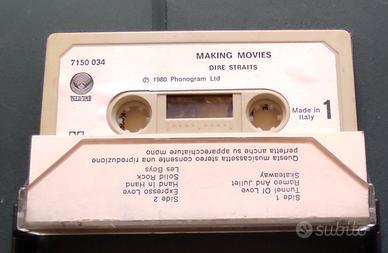 MAKING MOVIES
7150 034
DIRE STRAITS
℗ 1980 Phonogram Ltd
vertigo
Made in
Italy
1
Side 1
Tunnel Of Love
Romeo And Juliet
Skateaway
Side 2
Expresso Love
Hand In Hand
Solid Rock
Les Boys
Questa musicassetta stereo consente una riproduzione
perfetta anche su apparecchiature mono
subito